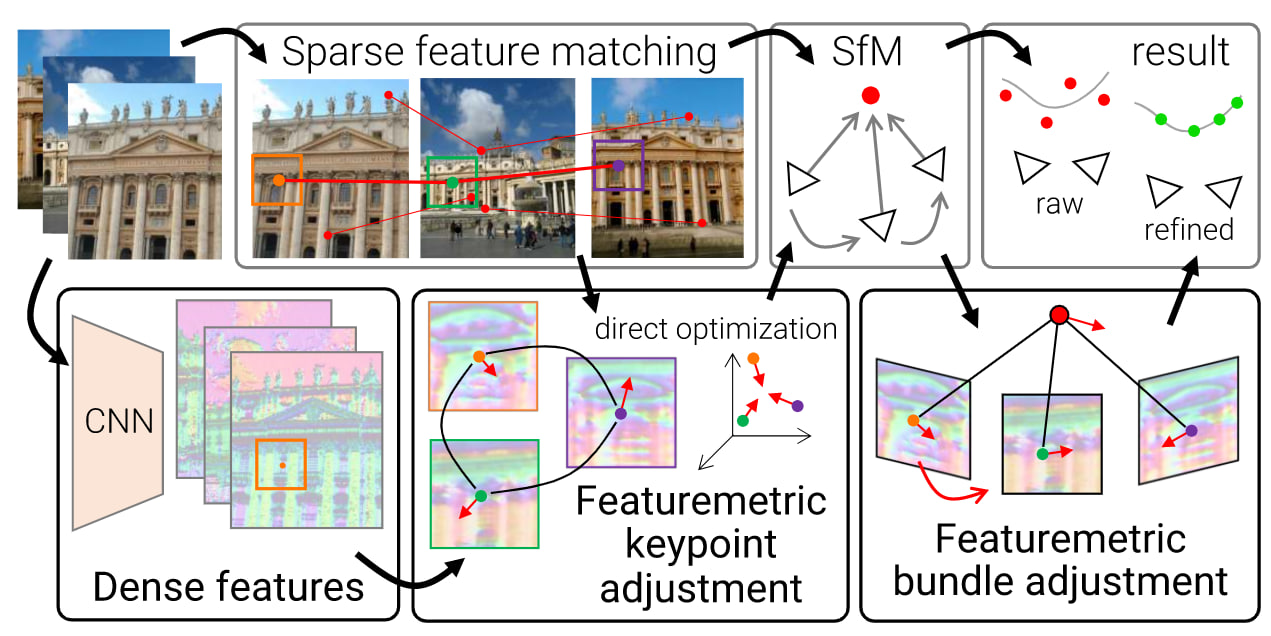 Sparse feature matching
SfM
result
raw
refined
CNN
Dense features
direct optimization
Featuremetric
keypoint
adjustment
Featuremetric
bundle adjustment